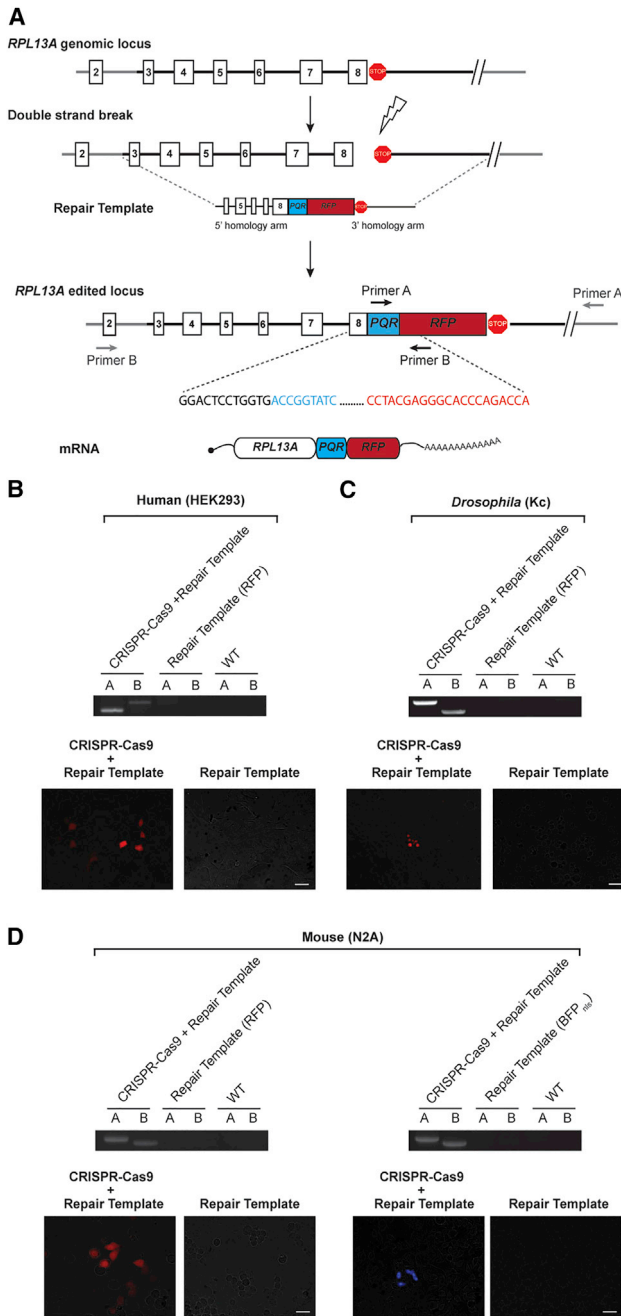 A
RPL13A genomic locus
2 3 4 5 6 7 8 STOP
Double strand break
2 3 4 5 6 7 8 STOP
Repair Template
5 8 PQR RFP STOP
5' homology arm 3' homology arm
RPL13A edited locus
Primer A Primer A
2 3 4 5 6 7 8 PQR RFP STOP
Primer B Primer B
GGACTCCTGGTGACCGGTATC ......... CCTACGAGGGCACCCAGACCA
mRNA
RPL13A PQR RFP AAAAAAAAAAAA
B
Human (HEK293)
CRISPR-Cas9 +Repair Template
Repair Template (RFP)
WT
A B A B A B
CRISPR-Cas9
+
Repair Template
Repair Template
C
Drosophila (Kc)
CRISPR-Cas9 + Repair Template
Repair Template (RFP)
WT
A B A B A B
CRISPR-Cas9
+
Repair Template
Repair Template
D
Mouse (N2A)
CRISPR-Cas9 + Repair Template
Repair Template (RFP)
WT
A B A B A B
CRISPR-Cas9
+
Repair Template
Repair Template
CRISPR-Cas9 + Repair Template
Repair Template (BFP nls)
WT
A B A B A B
CRISPR-Cas9
+
Repair Template
Repair Template